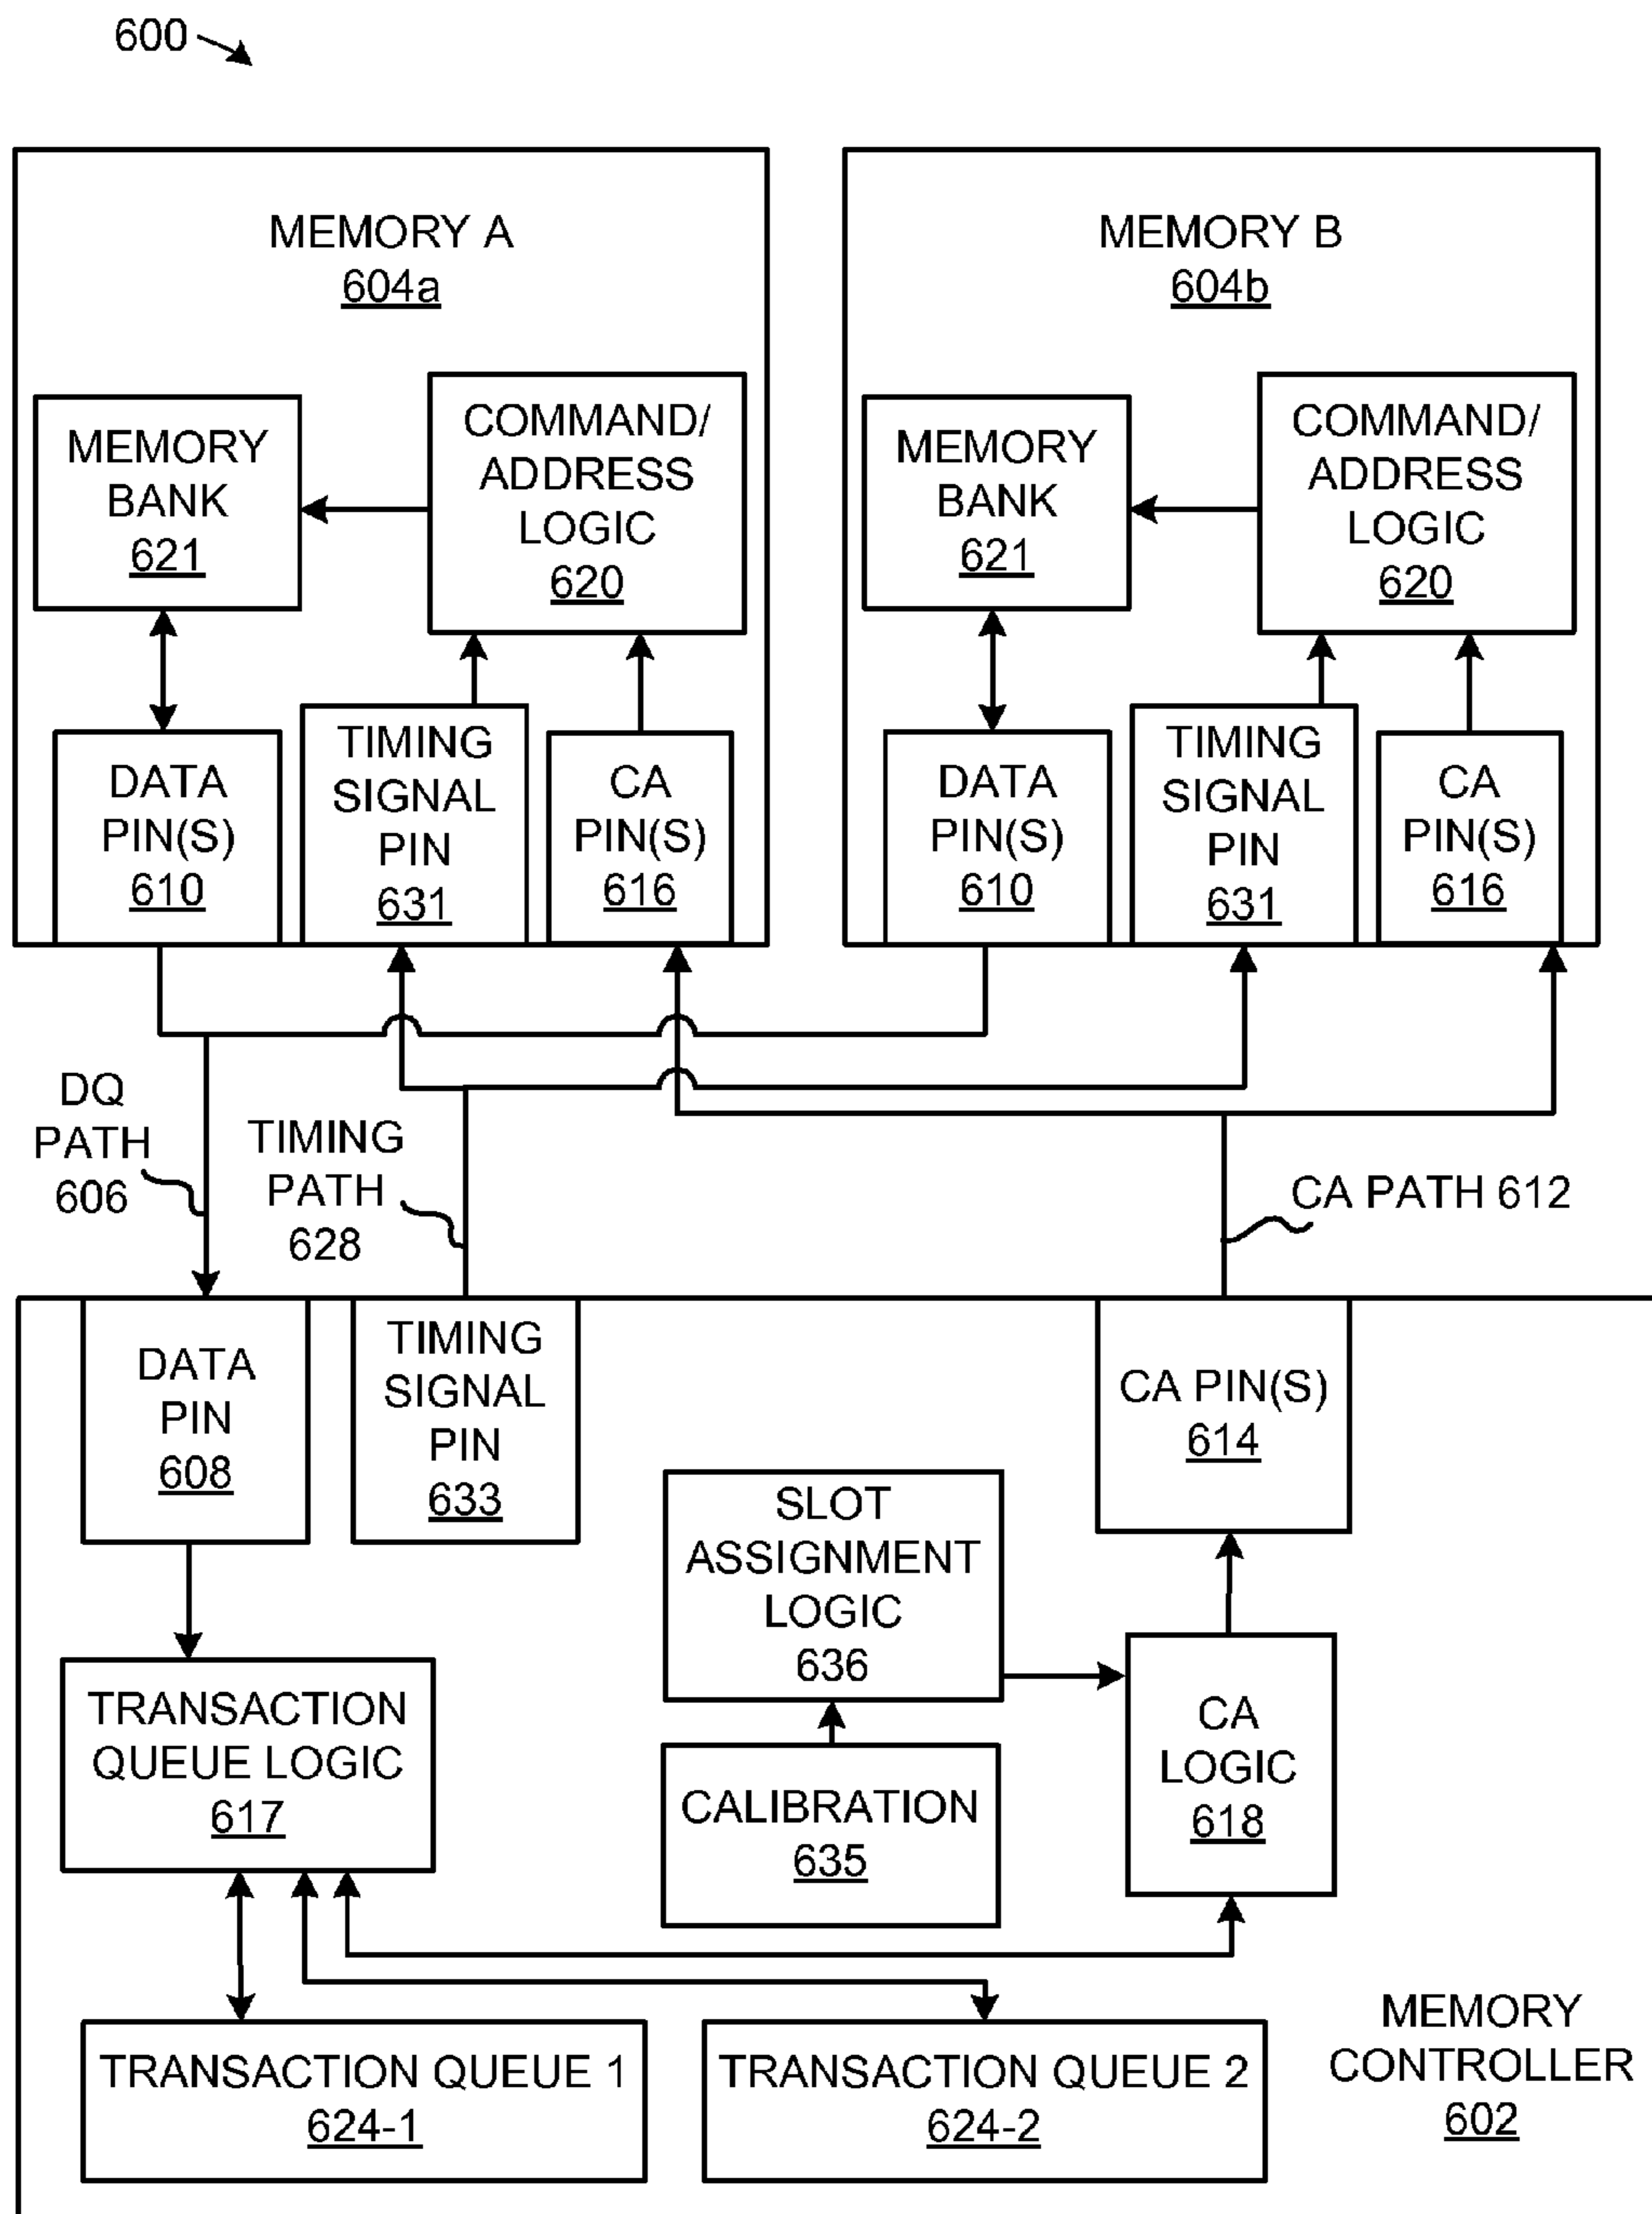 600
MEMORY A
604a
MEMORY
BANK
621
COMMAND/
ADDRESS
LOGIC
620
DATA
PIN(S)
610
TIMING
SIGNAL
PIN
631
CA
PIN(S)
616
MEMORY B
604b
MEMORY
BANK
621
COMMAND/
ADDRESS
LOGIC
620
DATA
PIN(S)
610
TIMING
SIGNAL
PIN
631
CA
PIN(S)
616
DQ
PATH
606
TIMING
PATH
628
CA PATH 612
DATA
PIN
608
TIMING
SIGNAL
PIN
633
CA PIN(S)
614
SLOT
ASSIGNMENT
LOGIC
636
TRANSACTION
QUEUE LOGIC
617
CALIBRATION
635
CA
LOGIC
618
TRANSACTION QUEUE 1
624-1
TRANSACTION QUEUE 2
624-2
MEMORY
CONTROLLER
602